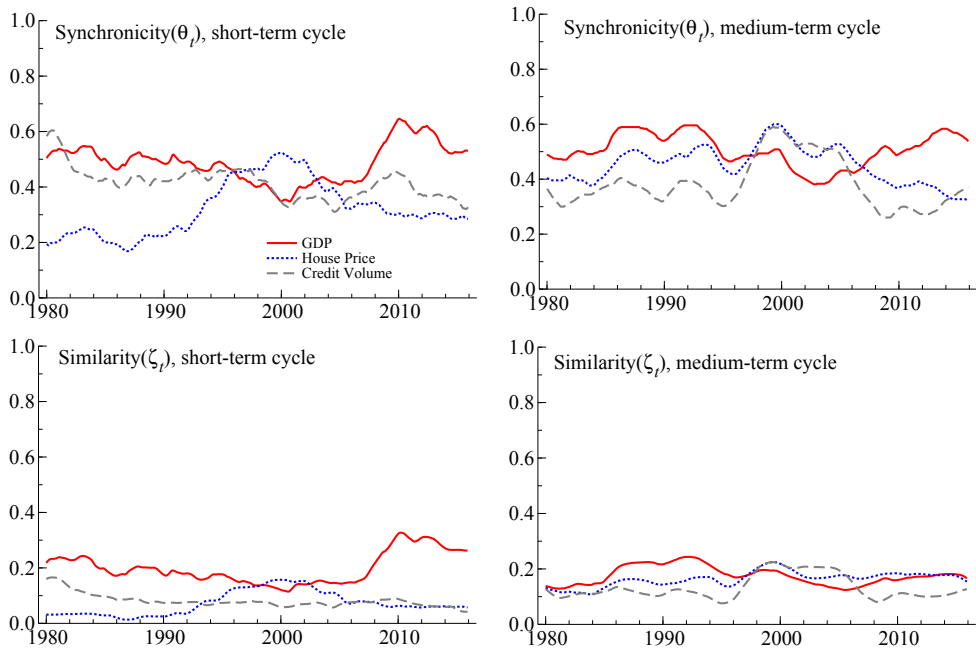 Synchronicity(θt), short-term cycle
1.0
0.8
0.6
0.4
0.2
0.0
GDP
House Price
Credit Volume
1980 1990 2000 2010
Synchronicity(θt), medium-term cycle
1.0
0.8
0.6
0.4
0.2
0.0
1980 1990 2000 2010
Similarity(ζt), short-term cycle
1.0
0.8
0.6
0.4
0.2
0.0
1980 1990 2000 2010
Similarity(ζt), medium-term cycle
1.0
0.8
0.6
0.4
0.2
0.0
1980 1990 2000 2010